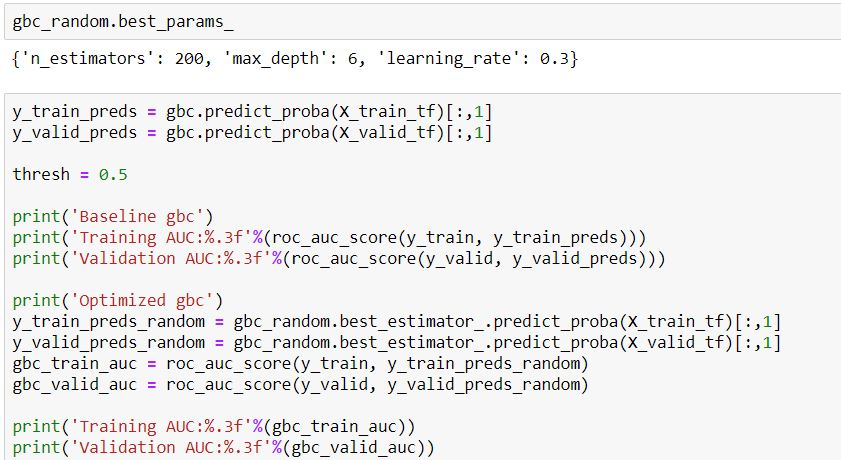 gbc_random.best_params_
{'n_estimators': 200, 'max_depth': 6, 'learning_rate': 0.3}
y_train_preds = gbc.predict_proba(X_train_tf)[:,1]
y_valid_preds = gbc.predict_proba(X_valid_tf)[:,1]
thresh = 0.5
print('Baseline gbc')
print('Training AUC:%.3f'%(roc_auc_score(y_train, y_train_preds)))
print('Validation AUC:%.3f'%(roc_auc_score(y_valid, y_valid_preds)))
print('Optimized gbc')
y_train_preds_random = gbc_random.best_estimator_.predict_proba(X_train_tf)[:,1]
y_valid_preds_random = gbc_random.best_estimator_.predict_proba(X_valid_tf)[:,1]
gbc_train_auc = roc_auc_score(y_train, y_train_preds_random)
gbc_valid_auc = roc_auc_score(y_valid, y_valid_preds_random)
print('Training AUC:%.3f'%(gbc_train_auc))
print('Validation AUC:%.3f'%(gbc_valid_auc))